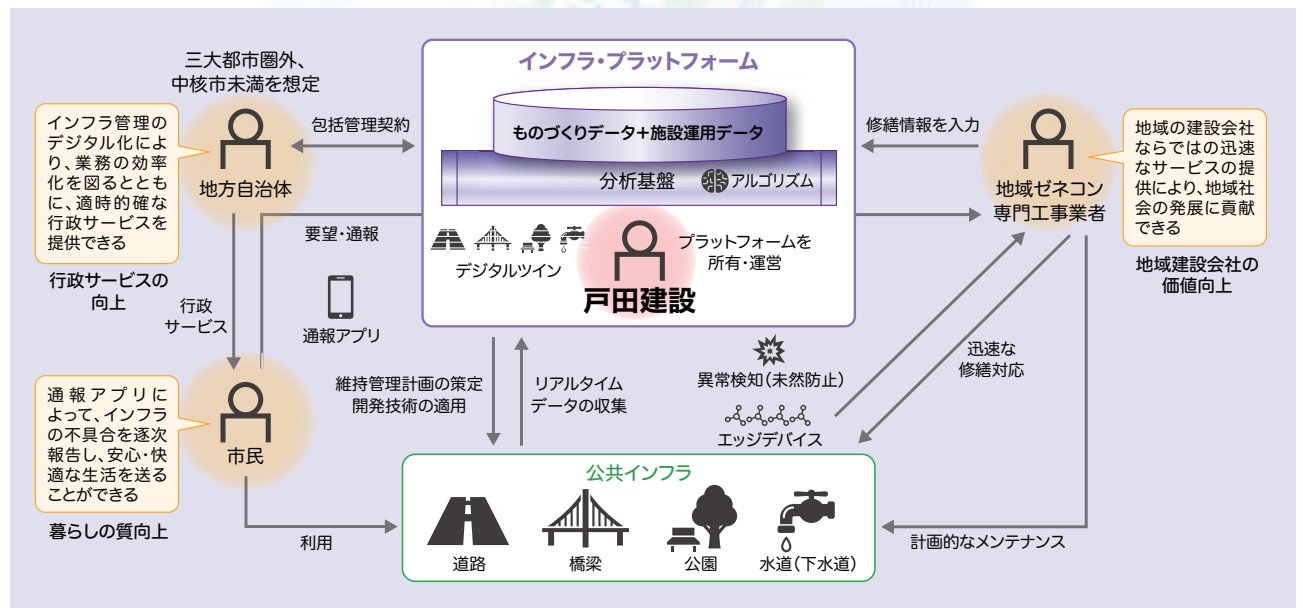 三大都市圏外、
中核市未満を想定
インフラ管理の
デジタル化によ
り、業務の効率
化を図るととも
に、適時的確な
行政サービスを
提供できる
行政サービスの
向上
地方自治体
包括管理契約
インフラ・プラットフォーム
ものづくりデータ+施設運用データ
分析基盤
アルゴリズム
デジタルツイン
プラットフォームを
所有・運営
戸田建設
修繕情報を入力
地域ゼネコン
専門工事業者
地域の建設会社
ならではの迅速
なサービスの提
供により、地域社
会の発展に貢献
できる
地域建設会社の
価値向上
要望・通報
通報アプリ
行政
サービス
通報アプリに
よって、インフラ
の不具合を逐次
報告し、安心・快
適な生活を送る
ことができる
暮らしの質向上
市民
維持管理計画の策定
開発技術の適用
リアルタイム
データの収集
異常検知(未然防止)
エッジデバイス
迅速な
修繕対応
利用
公共インフラ
道路
橋梁
公園
水道(下水道)
計画的なメンテナンス